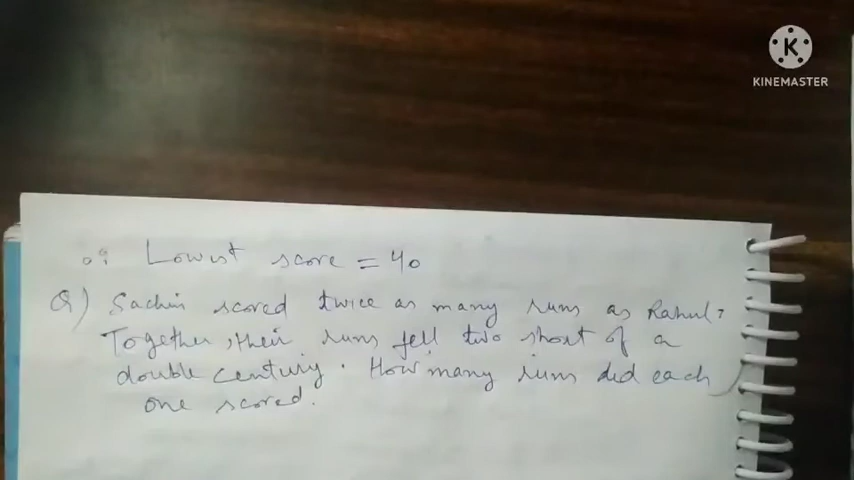 KINEMASTER
∴ Lowest score = 40
Q) Sachin scored twice as many runs as Rahul.
Together, their runs fell two short of a
double century. How many runs did each
one scored.